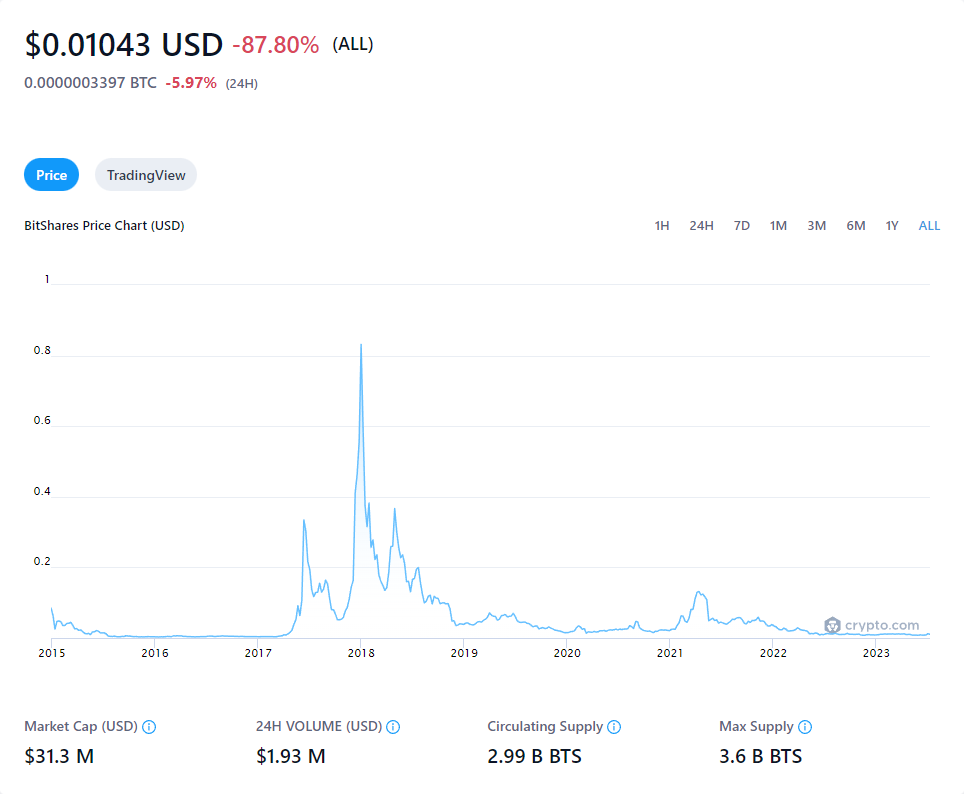 $0.01043 USD -87.80% (ALL)
0.0000003397 BTC -5.97% (24H)
Price TradingView
BitShares Price Chart (USD) 1H 24H 7D 1M 3M 6M 1Y ALL
1
0.8
0.6
0.4
0.2
crypto.com
2015 2016 2017 2018 2019 2020 2021 2022 2023
Market Cap (USD) 24H VOLUME (USD) Circulating Supply Max Supply
$31.3 M $1.93 M 2.99 B BTS 3.6 B BTS